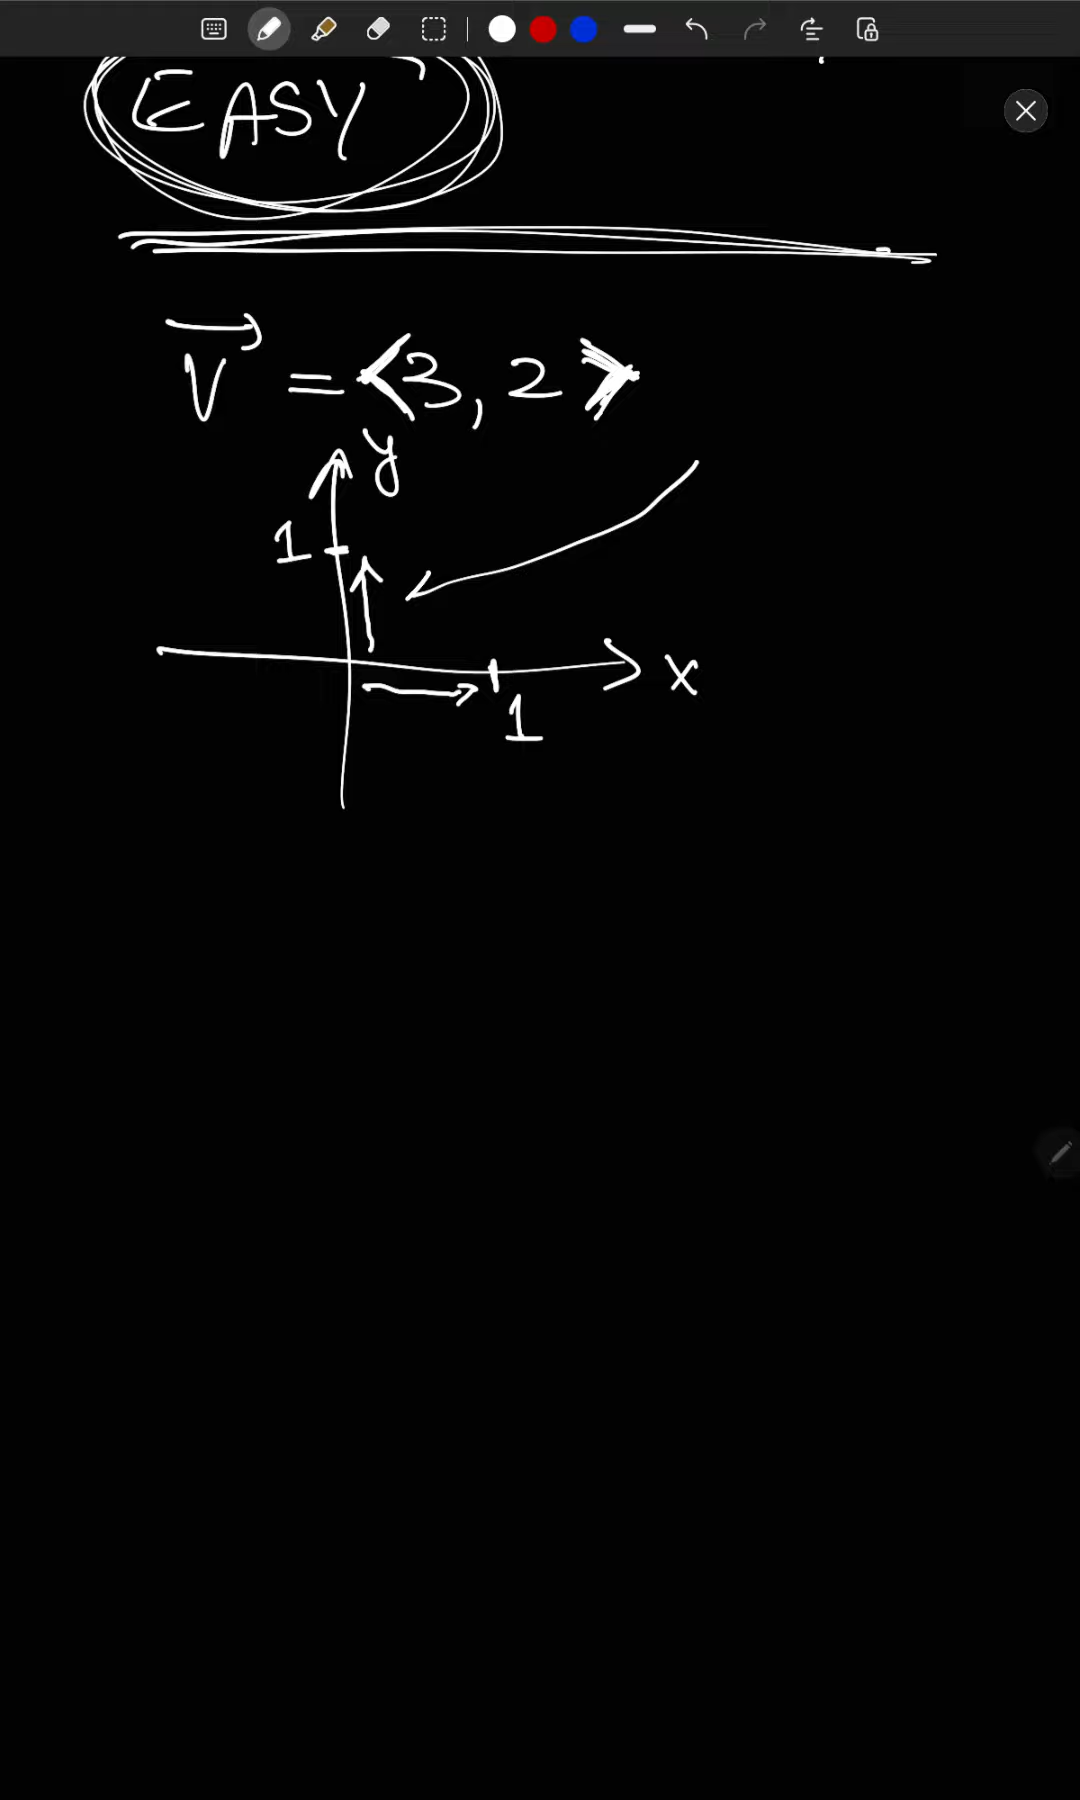 EASY
V = <3, 2>
y
1
x
1